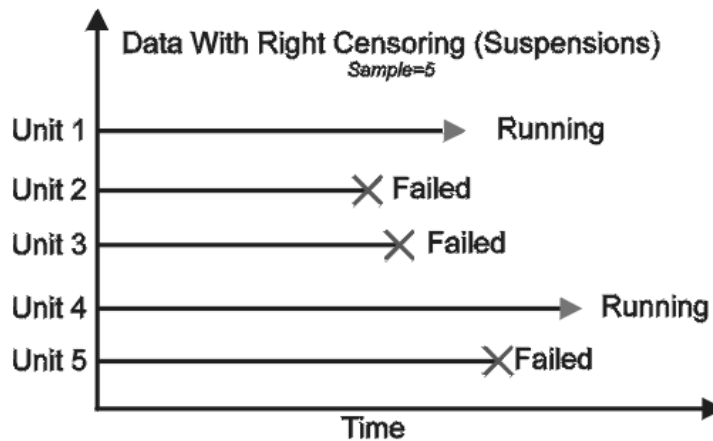 Data With Right Censoring (Suspensions)
Sample=5
Unit 1 Running
Unit 2 Failed
Unit 3 Failed
Unit 4 Running
Unit 5 Failed
Time